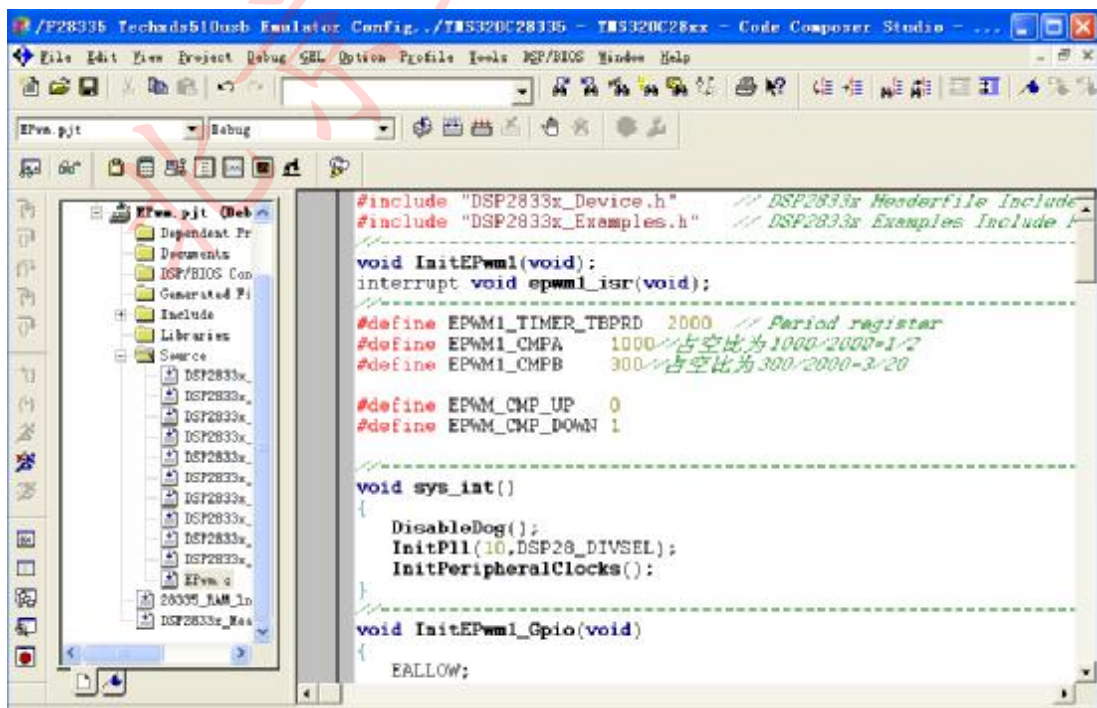 /F28335 Techxds510usb Emulator Config../TMS320C28335 - TMS320C28xx - Code Composer Studio - ...
File Edit View Project Debug GEL Option Profile Tools DSP/BIOS Window Help
EPwm.pjt Debug
EPwm.pjt (Deb
Dependent Pr
Documents
DSP/BIOS Con
Generated Fi
Include
Libraries
Source
DSP2833x_
DSP2833x_
DSP2833x_
DSP2833x_
DSP2833x_
DSP2833x_
DSP2833x_
DSP2833x_
DSP2833x_
DSP2833x_
EPwm.c
28335_RAM_ln
DSP2833x_Hea
#include "DSP2833x_Device.h" // DSP2833x Headerfile Include
#include "DSP2833x_Examples.h" // DSP2833x Examples Include
//--------------------------------------------------
void InitEPwm1(void);
interrupt void epwm1_isr(void);
//--------------------------------------------------
#define EPWM1_TIMER_TBPRD 2000 // Period register
#define EPWM1_CMPA 1000//占空比为1000/2000=1/2
#define EPWM1_CMPB 300//占空比为300/2000=3/20
#define EPWM_CMP_UP 0
#define EPWM_CMP_DOWN 1
//--------------------------------------------------
void sys_int()
{
DisableDog();
InitPll(10,DSP28_DIVSEL);
InitPeripheralClocks();
}
//--------------------------------------------------
void InitEPwm1_Gpio(void)
{
EALLOW;